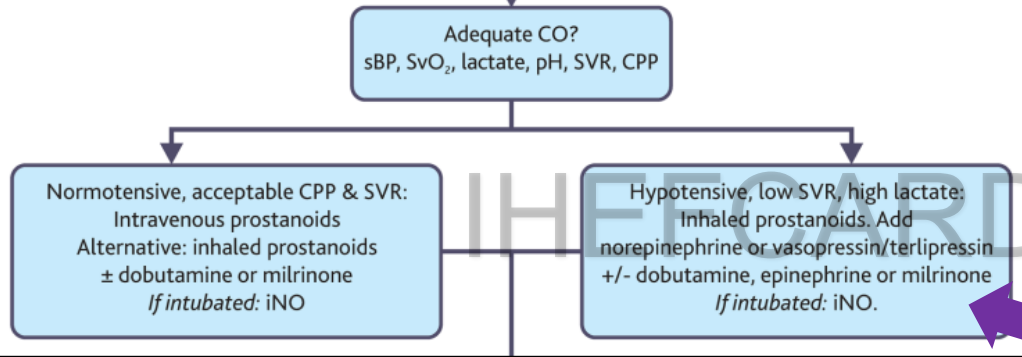 Adequate CO?
sBP, SvO₂, lactate, pH, SVR, CPP
Normotensive, acceptable CPP & SVR:
Intravenous prostanoids
Alternative: inhaled prostanoids
± dobutamine or milrinone
If intubated: iNO
Hypotensive, low SVR, high lactate:
Inhaled prostanoids. Add
norepinephrine or vasopressin/terlipressin
+/- dobutamine, epinephrine or milrinone
If intubated: iNO.
IHEFCARD